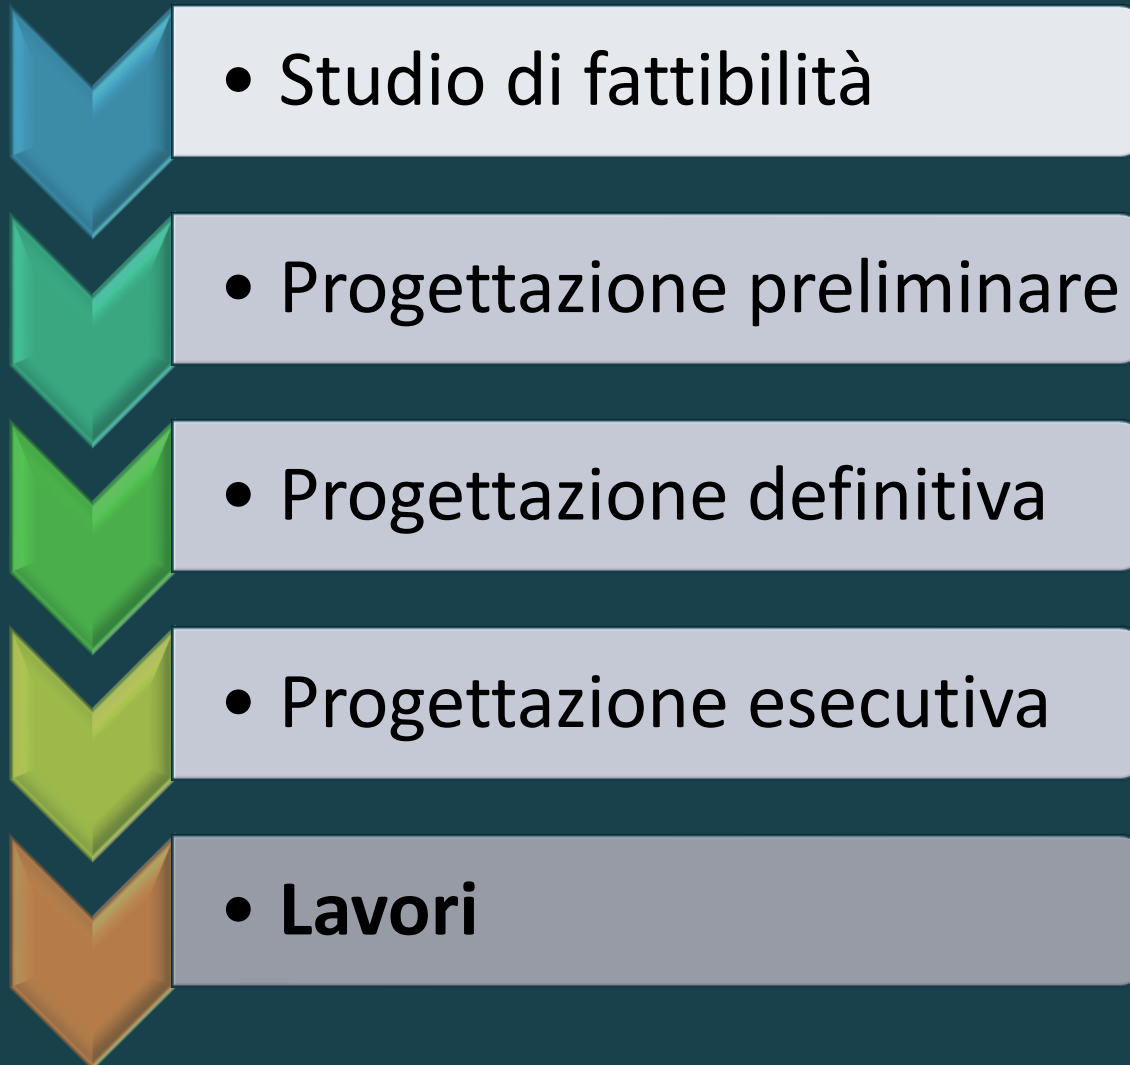 • Studio di fattibilità
• Progettazione preliminare
• Progettazione definitiva
• Progettazione esecutiva
• Lavori